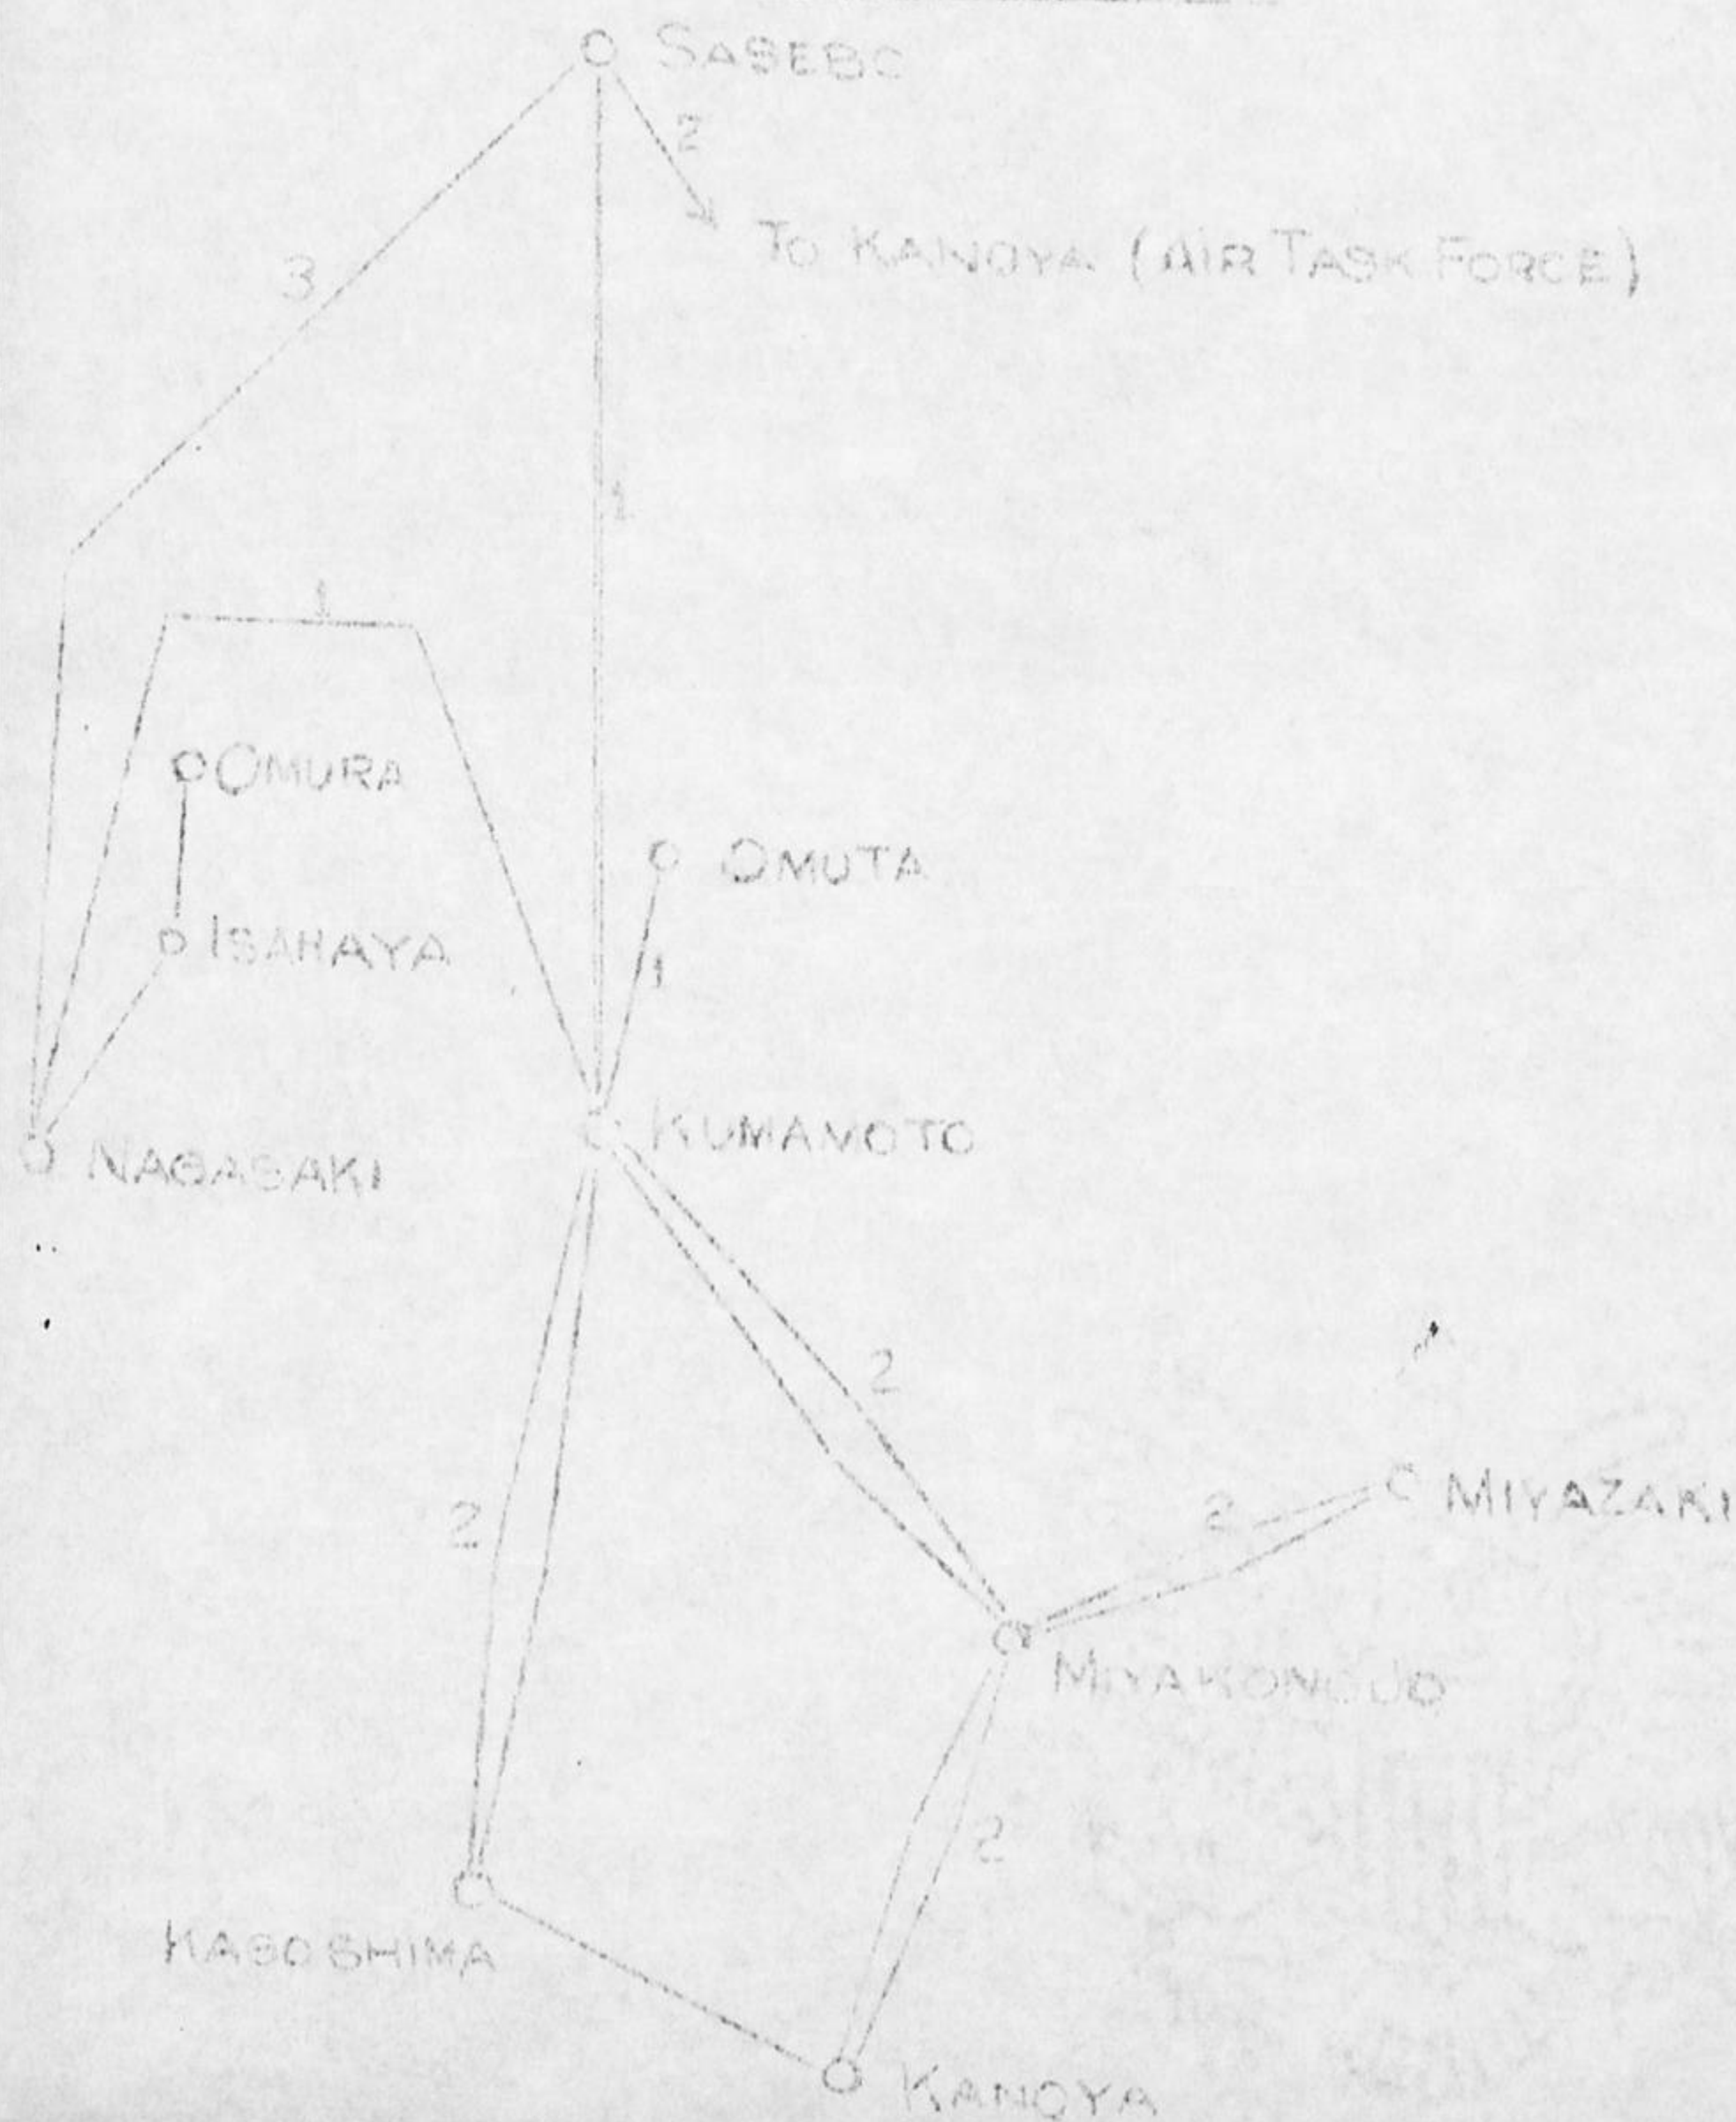 SASEBO
2
TO KANOYA (AIR TASK FORCE)
3
1
1
OMURA
OMUTA
ISAHAYA
1
KUMAMOTO
NAGASAKI
2
MIYAZAKI
2
2
MIYAKONOJO
2
KAGOSHIMA
KANOYA